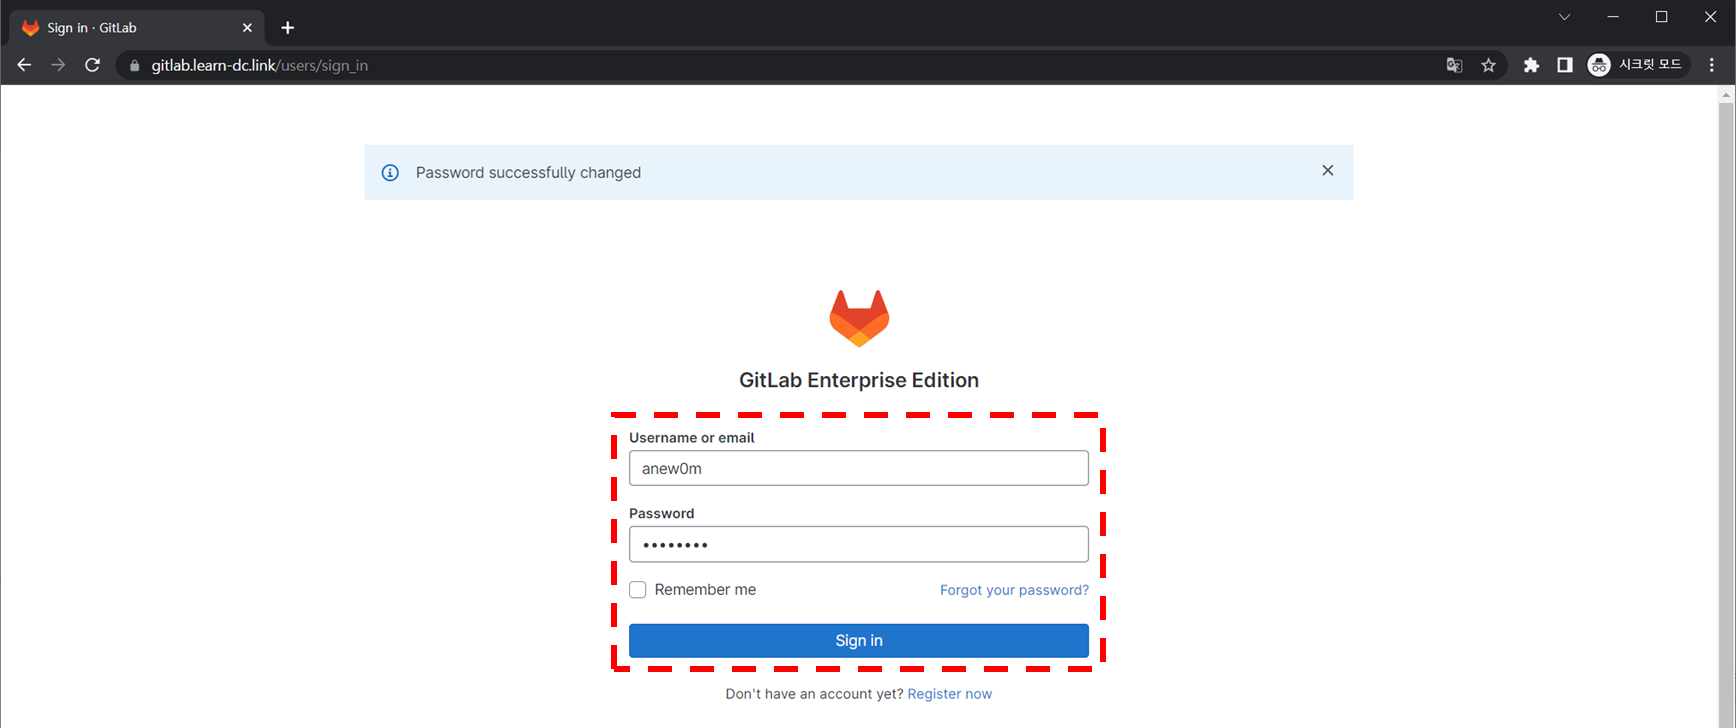 Sign in · GitLab
gitlab.learn-dc.link/users/sign_in
시크릿 모드
Password successfully changed
GitLab Enterprise Edition
Username or email
anew0m
Password
••••••••
Remember me
Forgot your password?
Sign in
Don't have an account yet? Register now